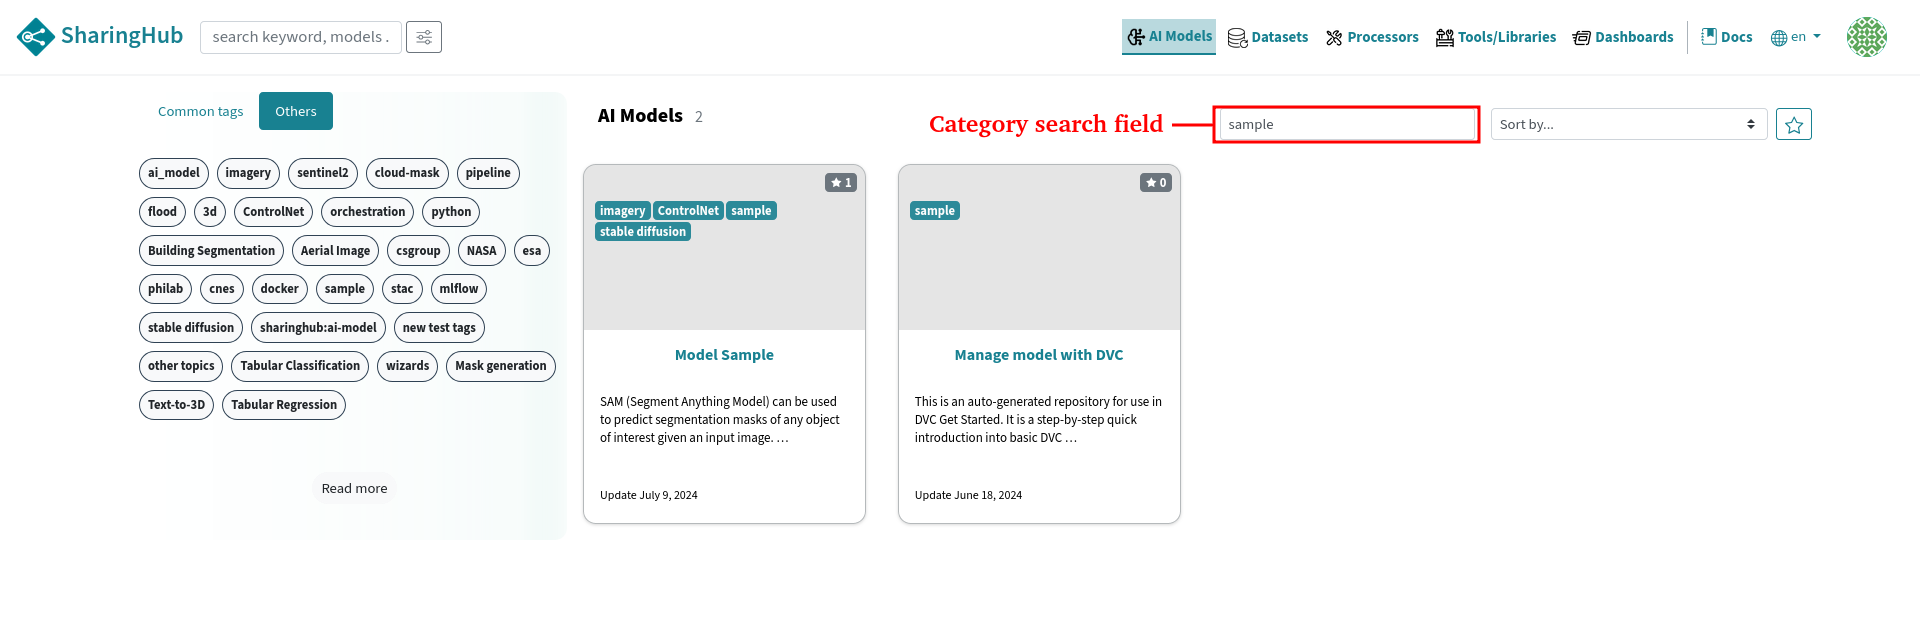 SharingHub
search keyword, models .
AI Models
Datasets
Processors
Tools/Libraries
Dashboards
Docs
en
Common tags
Others
ai_model
imagery
sentinel2
cloud-mask
pipeline
flood
3d
ControlNet
orchestration
python
Building Segmentation
Aerial Image
csgroup
NASA
esa
philab
cnes
docker
sample
stac
mlflow
stable diffusion
sharinghub:ai-model
new test tags
other topics
Tabular Classification
wizards
Mask generation
Text-to-3D
Tabular Regression
Read more
AI Models 2
Category search field
sample
Sort by...
1
imagery ControlNet sample
stable diffusion
Model Sample
SAM (Segment Anything Model) can be used
to predict segmentation masks of any object
of interest given an input image. …
Update July 9, 2024
0
sample
Manage model with DVC
This is an auto-generated repository for use in
DVC Get Started. It is a step-by-step quick
introduction into basic DVC …
Update June 18, 2024